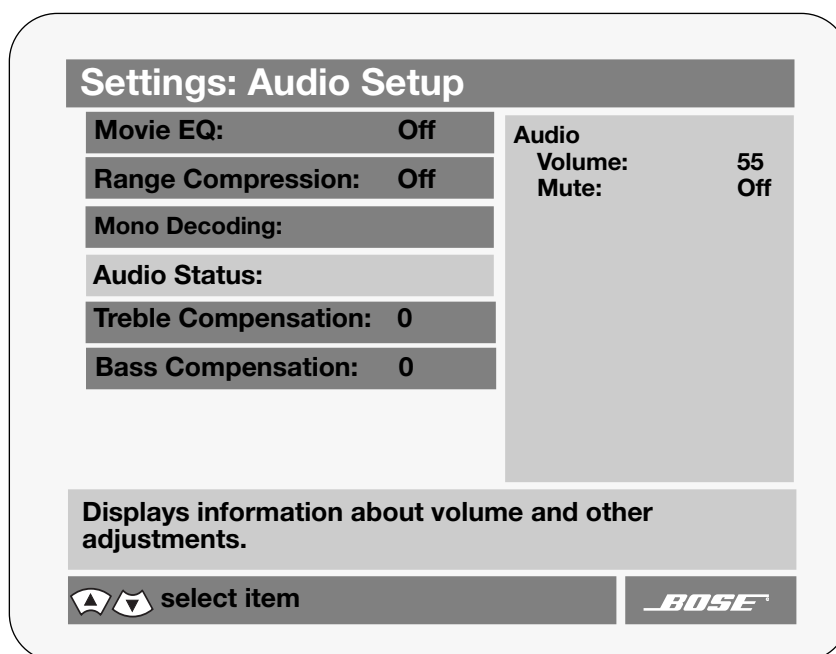 Settings: Audio Setup
Movie EQ: Off
Range Compression: Off
Mono Decoding:
Audio Status:
Treble Compensation: 0
Bass Compensation: 0
Audio
Volume: 55
Mute: Off
Displays information about volume and other
adjustments.
select item
BOSE